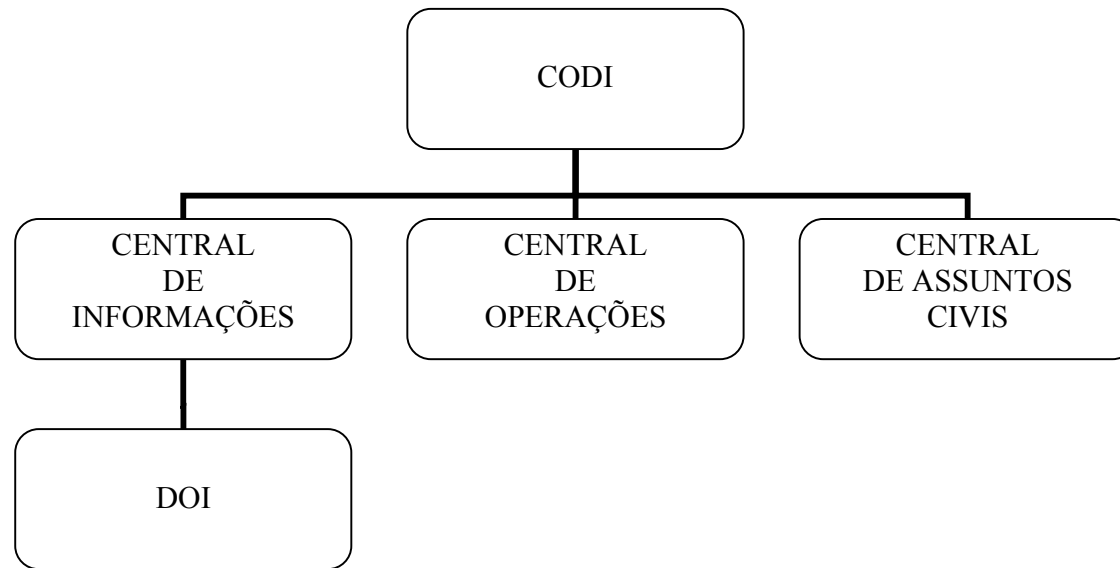 CODI
CENTRAL
DE
INFORMAÇÕES
CENTRAL
DE
OPERAÇÕES
CENTRAL
DE ASSUNTOS
CIVIS
DOI